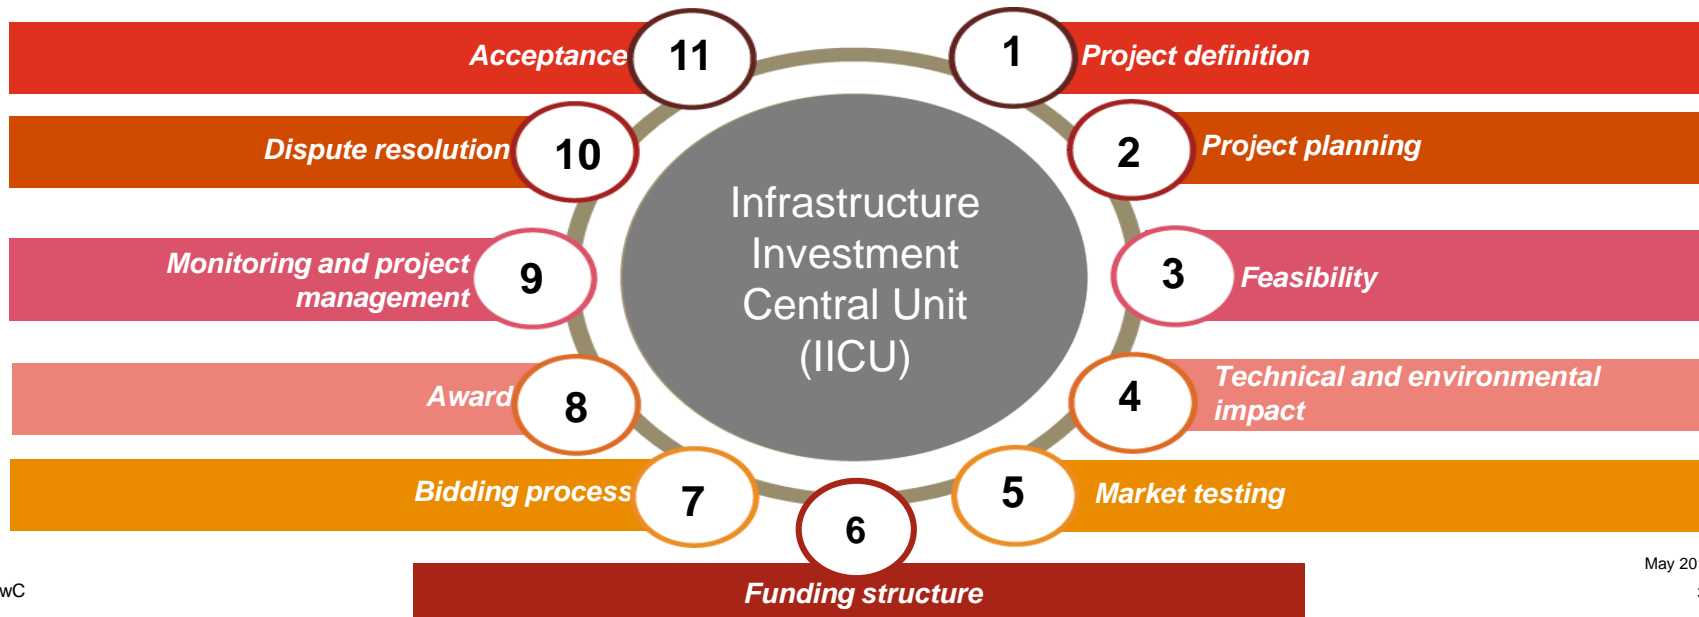 11
Acceptance
1
Project definition
10
Dispute resolution
2
Project planning
9
Monitoring and project
management
3
Feasibility
Infrastructure
Investment
Central Unit
(IICU)
8
Award
4
Technical and environmental
impact
7
Bidding process
5
Market testing
6
Funding structure
wC
May 20